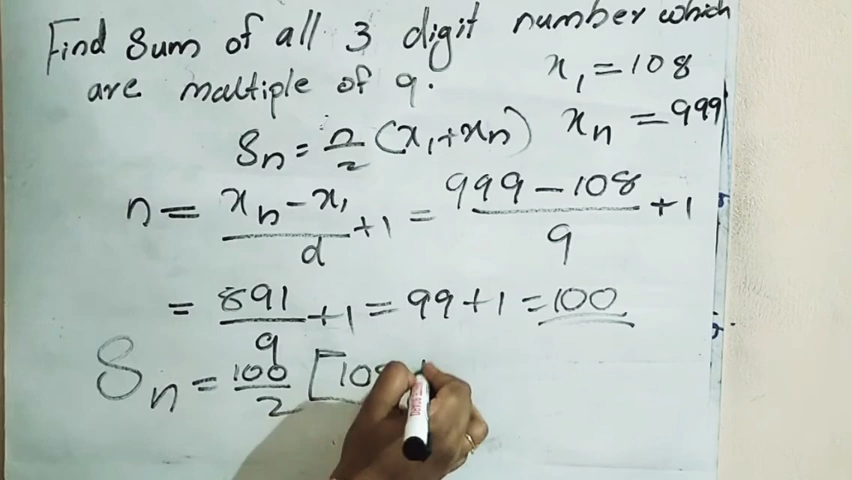 Find Sum of all 3 digit number which
are maltiple of 9.
x₁ = 108
xₙ = 999
Sₙ = n/2 (x₁ + xₙ)
n = (xₙ - x₁)/d + 1 = (999 - 108)/9 + 1
= 891/9 + 1 = 99 + 1 = 100
Sₙ = 100/2 [10